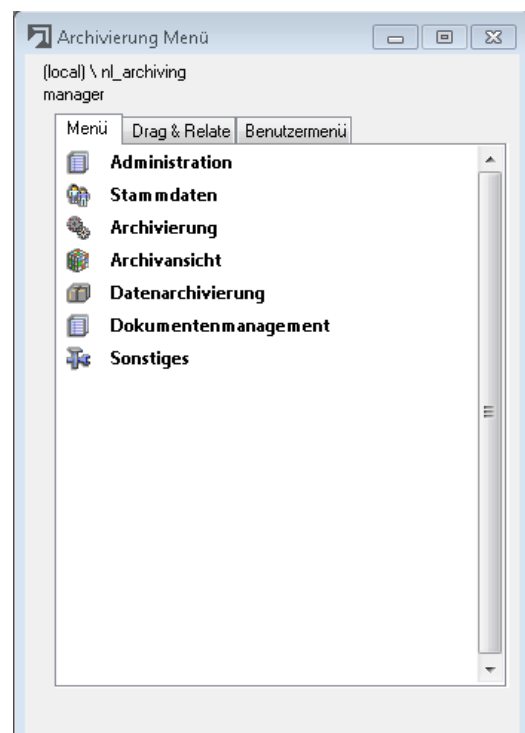 Archivierung Menü
(local) \ nl_archiving
manager
Menü Drag & Relate Benutzermenü
Administration
Stammdaten
Archivierung
Archivansicht
Datenarchivierung
Dokumentenmanagement
Sonstiges